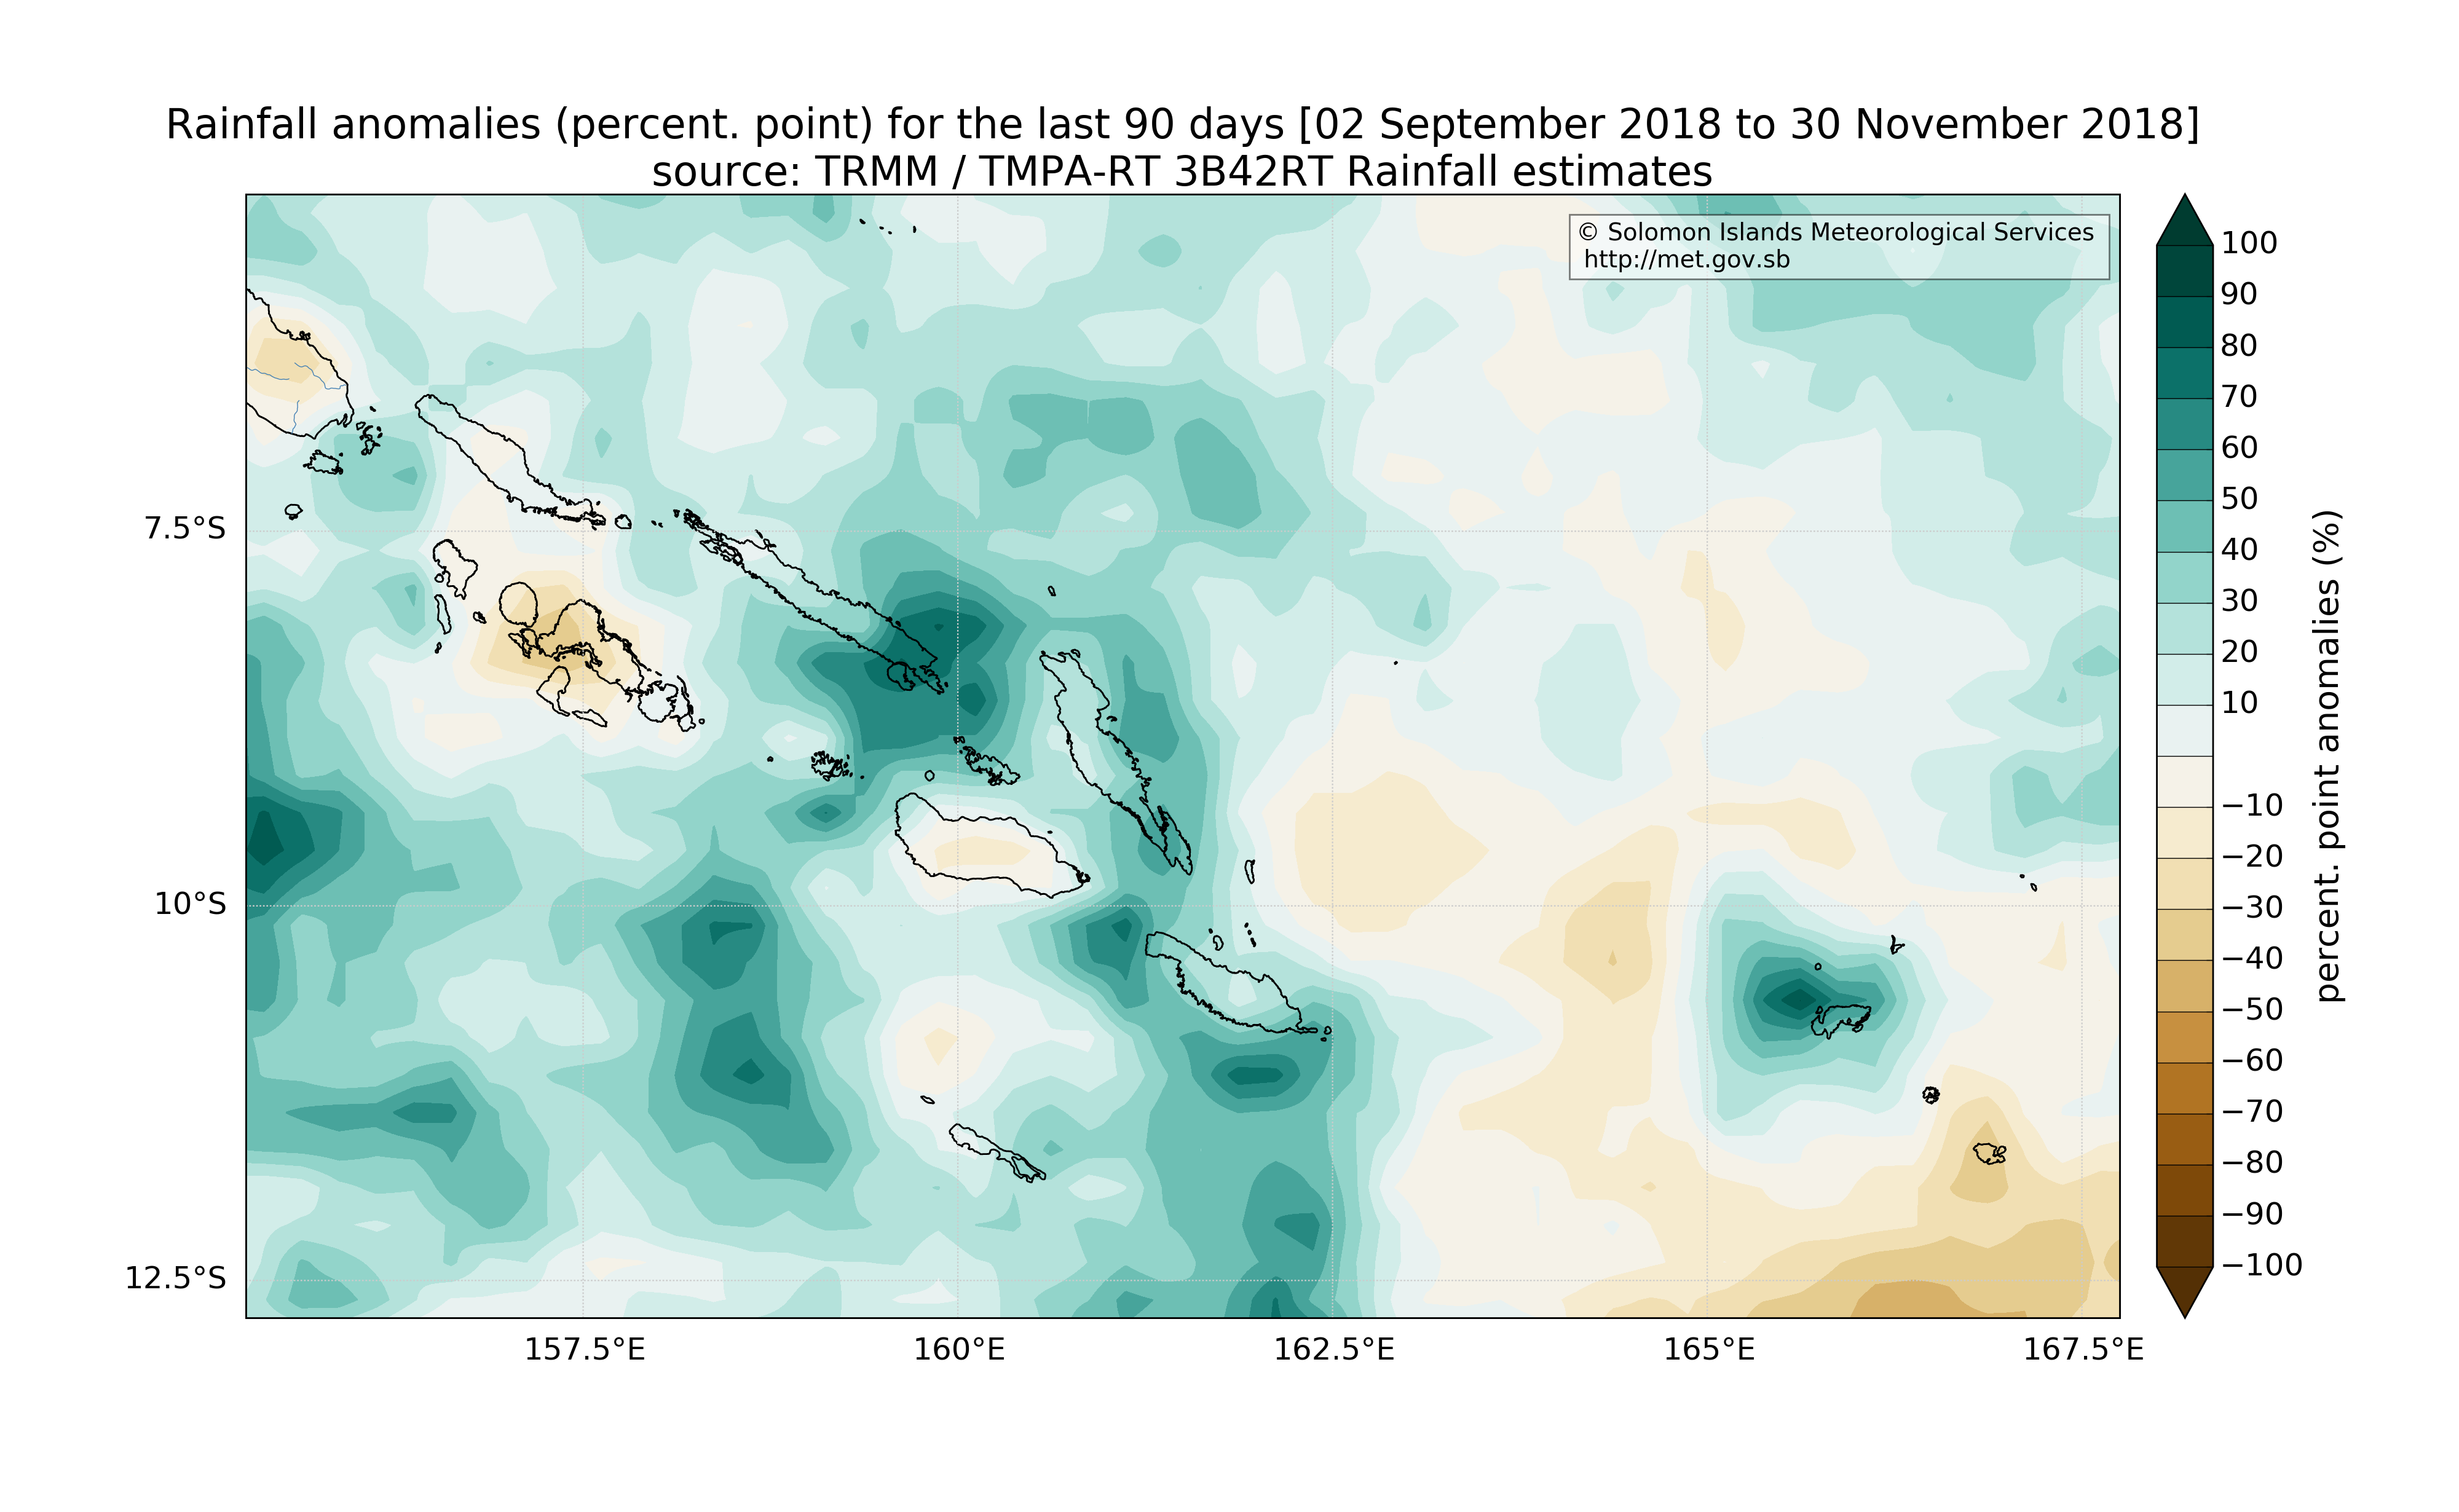 Rainfall anomalies (percent. point) for the last 90 days [02 September 2018 to 30 November 2018]
source: TRMM / TMPA-RT 3B42RT Rainfall estimates
© Solomon Islands Meteorological Services
http://met.gov.sb
7.5°S
10°S
12.5°S
157.5°E
160°E
162.5°E
165°E
167.5°E
100
90
80
70
60
50
40
30
20
10
−10
−20
−30
−40
−50
−60
−70
−80
−90
−100
percent. point anomalies (%)